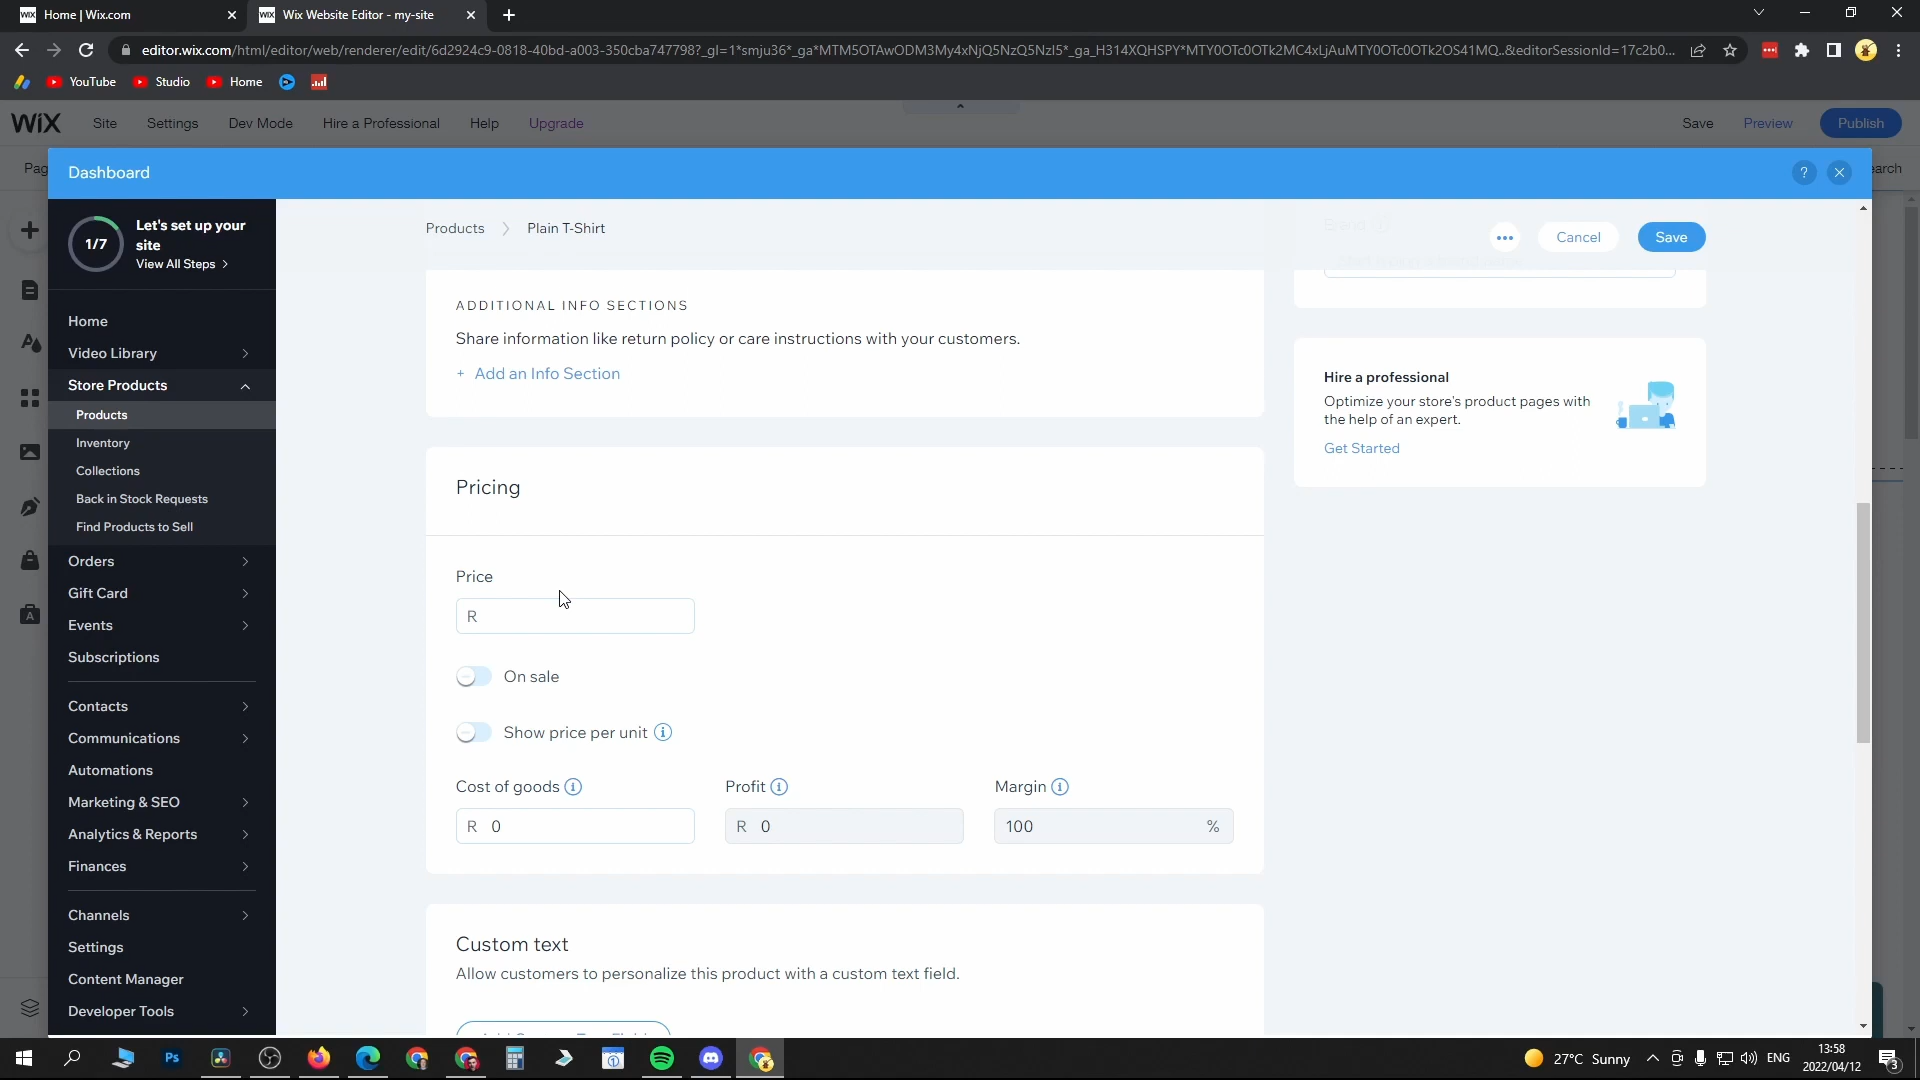 Home | Wix.com
Wix Website Editor - my-site
editor.wix.com/html/editor/web/renderer/edit/6d2924c9-0818-40bd-a003-350cba747798?_gl=1*smju36*_ga*MTM5OTAwODM3My4xNjQ5NzQ5NzI5*_ga_H314XQHSPY*MTY0OTc0OTk2MC4xLjAuMTY0OTc0OTk2OS41MQ..&editorSessionId=17c2b0...
YouTube
Studio
Home
WiX
Site
Settings
Dev Mode
Hire a Professional
Help
Upgrade
Save
Preview
Publish
Dashboard
?
1/7
Let's set up your
site
View All Steps >
Products > Plain T-Shirt
Cancel
Save
Home
Video Library
Store Products
Products
Inventory
Collections
Back in Stock Requests
Find Products to Sell
Orders
Gift Card
Events
Subscriptions
Contacts
Communications
Automations
Marketing & SEO
Analytics & Reports
Finances
Channels
Settings
Content Manager
Developer Tools
ADDITIONAL INFO SECTIONS
Share information like return policy or care instructions with your customers.
+ Add an Info Section
Pricing
Price
R
On sale
Show price per unit
Cost of goods
Profit
Margin
R 0
R 0
100 %
Custom text
Allow customers to personalize this product with a custom text field.
Hire a professional
Optimize your store's product pages with
the help of an expert.
Get Started
27°C Sunny
ENG
13:58
2022/04/12
3